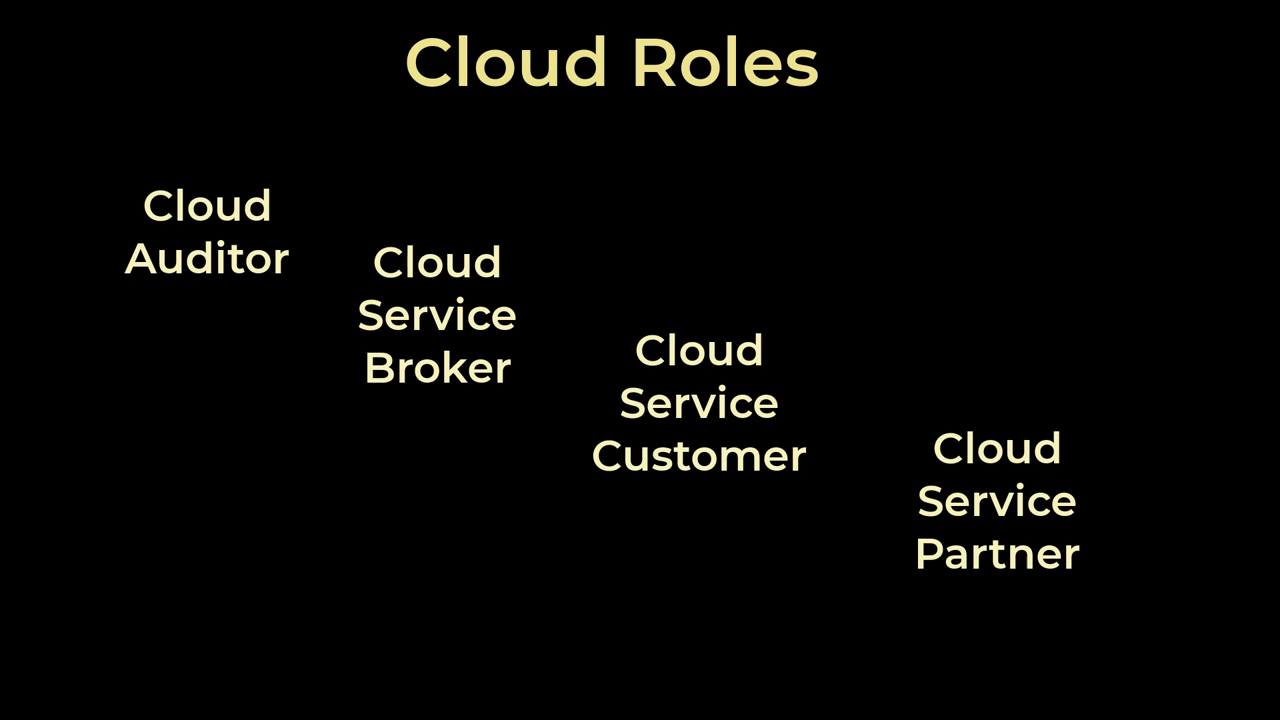 Cloud Roles
Cloud
Auditor
Cloud
Service
Broker
Cloud
Service
Customer
Cloud
Service
Partner